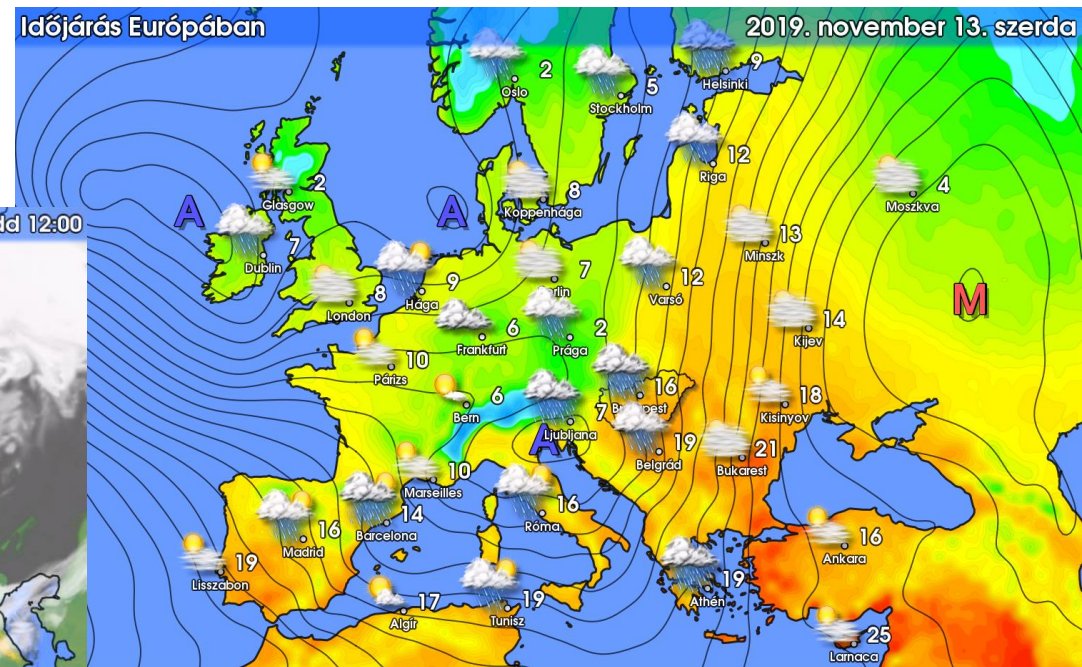 Időjárás Európában
2019. november 13. szerda
dd 12:00
2
Oslo
5
Stockholm
9
Helsinki
12
Riga
4
Moszkva
2
Glasgow
A
A
8
Koppenhága
13
Minszk
7
Dublin
8
London
9
Hága
7
12
Varsó
M
14
Kijev
6
Frankfurt
2
Prága
10
Párizs
16
18
Kisinyov
6
Bern
7
Ljubljana
A
19
Belgrád
21
Bukarest
10
Marseilles
14
Barcelona
16
Róma
16
Madrid
19
Lisszabon
16
Ankara
17
Algír
19
Tunisz
19
Athén
25
Larnaca